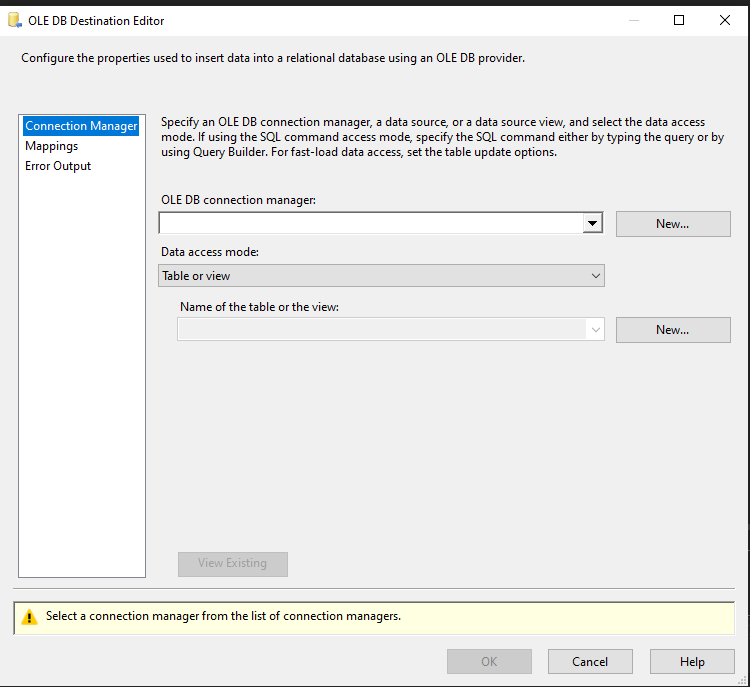 OLE DB Destination Editor
Configure the properties used to insert data into a relational database using an OLE DB provider.
Connection Manager
Mappings
Error Output
Specify an OLE DB connection manager, a data source, or a data source view, and select the data access
mode. If using the SQL command access mode, specify the SQL command either by typing the query or by
using Query Builder. For fast-load data access, set the table update options.
OLE DB connection manager:
New...
Data access mode:
Table or view
Name of the table or the view:
New...
View Existing
Select a connection manager from the list of connection managers.
OK
Cancel
Help